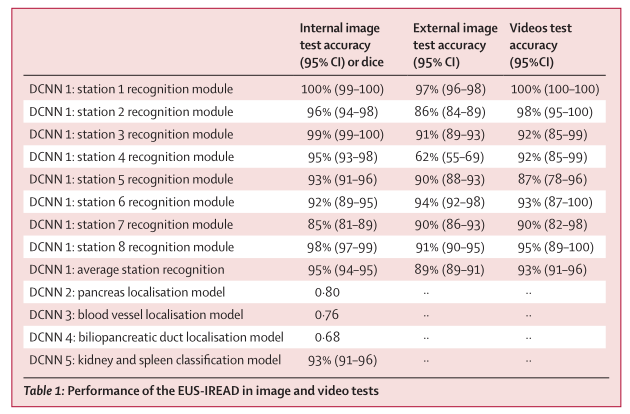 Internal image External image Videos test
test accuracy test accuracy accuracy
(95% CI) or dice (95% CI) (95%CI)
DCNN 1: station 1 recognition module 100% (99–100) 97% (96–98) 100% (100–100)
DCNN 1: station 2 recognition module 96% (94–98) 86% (84–89) 98% (95–100)
DCNN 1: station 3 recognition module 99% (99–100) 91% (89–93) 92% (85–99)
DCNN 1: station 4 recognition module 95% (93–98) 62% (55–69) 92% (85–99)
DCNN 1: station 5 recognition module 93% (91–96) 90% (88–93) 87% (78–96)
DCNN 1: station 6 recognition module 92% (89–95) 94% (92–98) 93% (87–100)
DCNN 1: station 7 recognition module 85% (81–89) 90% (86–93) 90% (82–98)
DCNN 1: station 8 recognition module 98% (97–99) 91% (90–95) 95% (89–100)
DCNN 1: average station recognition 95% (94–95) 89% (89–91) 93% (91–96)
DCNN 2: pancreas localisation model 0·80 ·· ··
DCNN 3: blood vessel localisation model 0·76 ·· ··
DCNN 4: biliopancreatic duct localisation model 0·68 ·· ··
DCNN 5: kidney and spleen classification model 93% (91–96) ·· ··
Table 1: Performance of the EUS-IREAD in image and video tests